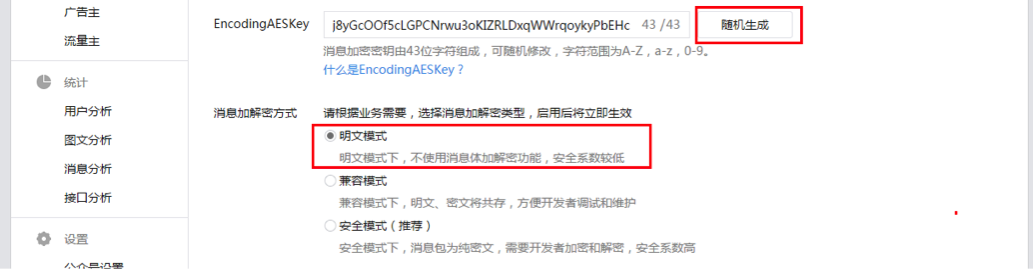 广告主
流量主
统计
用户分析
图文分析
消息分析
接口分析
设置
公众号设置
EncodingAESKey
j8yGcOOf5cLGPCNrwu3oKIZRLDxqWWrqoykyPbEHc 43 /43
随机生成
消息加密密钥由43位字符组成，可随机修改，字符范围为A-Z，a-z，0-9。
什么是EncodingAESKey？
消息加解密方式
请根据业务需要，选择消息加解密类型，启用后将立即生效
明文模式
明文模式下，不使用消息体加解密功能，安全系数较低
兼容模式
兼容模式下，明文、密文将共存，方便开发者调试和维护
安全模式（推荐）
安全模式下，消息包为纯密文，需要开发者加密和解密，安全系数高